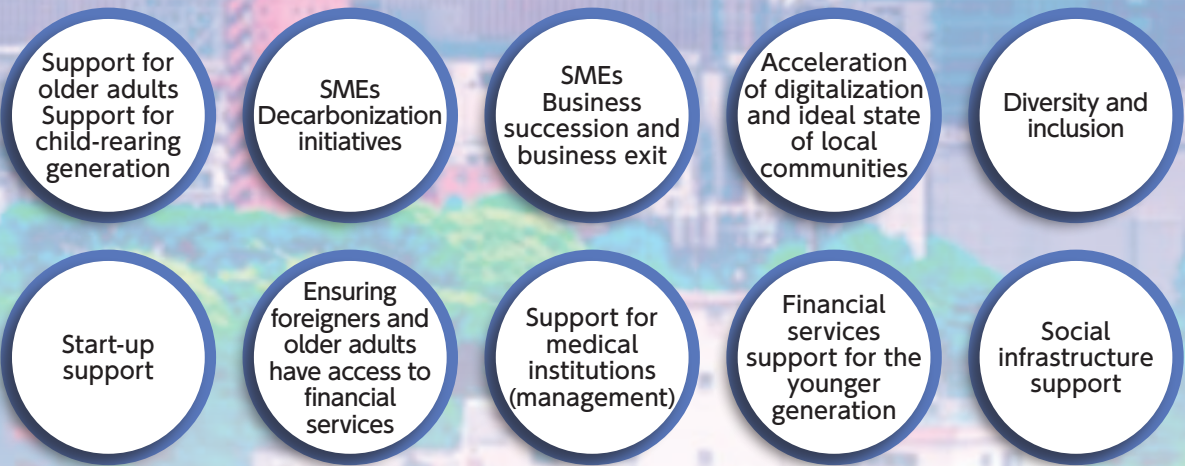 Support for
older adults
Support for
child-rearing
generation
SMEs
Decarbonization
initiatives
SMEs
Business
succession and
business exit
Acceleration
of digitalization
and ideal state
of local
communities
Diversity and
inclusion
Start-up
support
Ensuring
foreigners and
older adults
have access to
financial
services
Support for
medical
institutions
(management)
Financial
services
support for the
younger
generation
Social
infrastructure
support